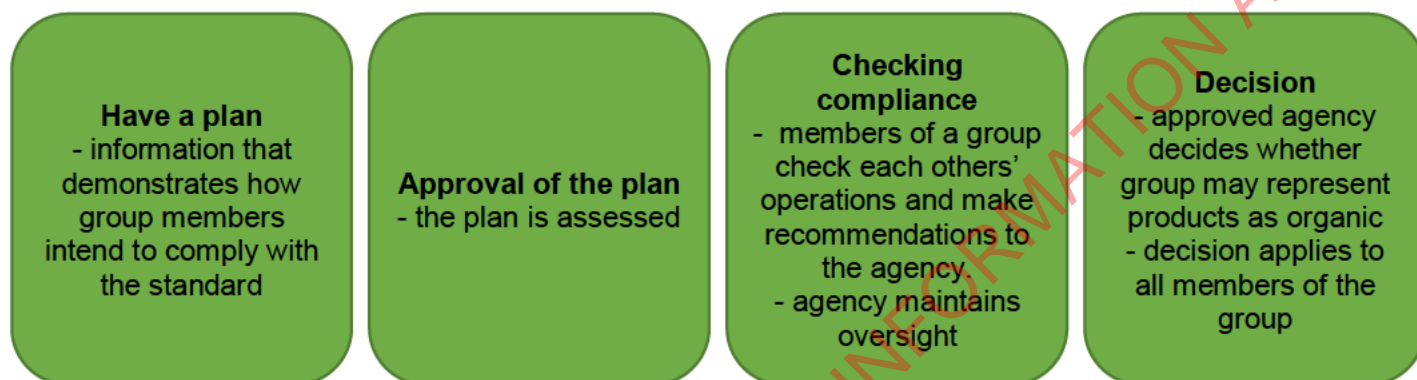 Have a plan
- information that
demonstrates how
group members
intend to comply with
the standard
Approval of the plan
- the plan is assessed
Checking
compliance
- members of a group
check each others'
operations and make
recommendations to
the agency.
- agency maintains
oversight
Decision
- approved agency
decides whether
group may represent
products as organic
- decision applies to
all members of the
group
INFORMATION A